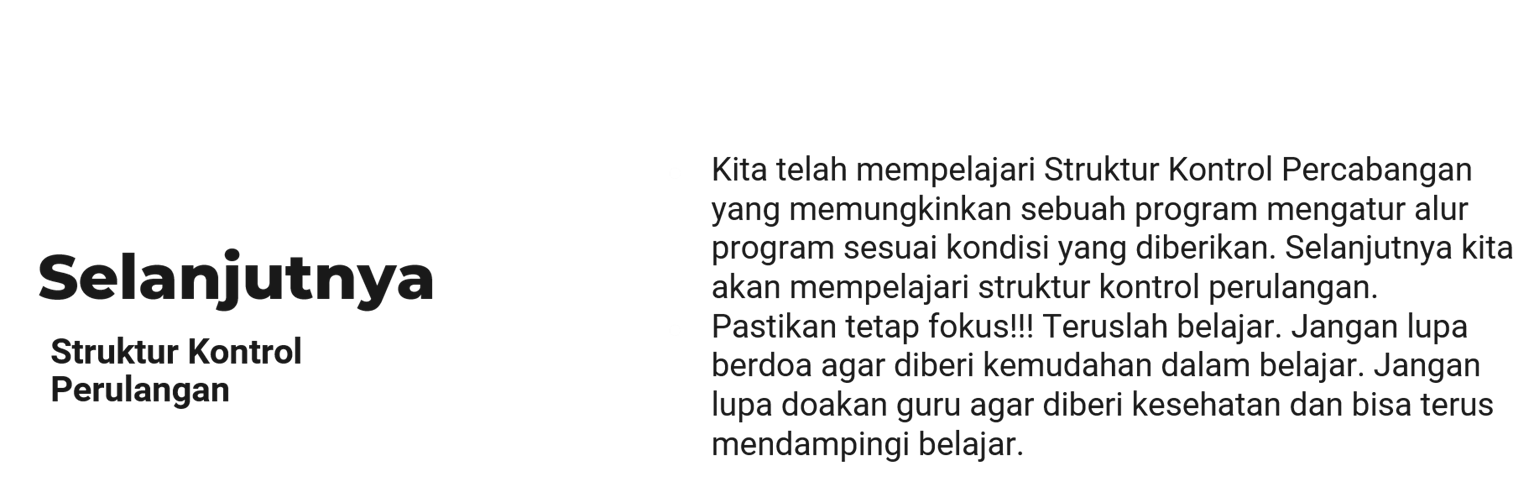 Selanjutnya
Struktur Kontrol
Perulangan
Kita telah mempelajari Struktur Kontrol Percabangan
yang memungkinkan sebuah program mengatur alur
program sesuai kondisi yang diberikan. Selanjutnya kita
akan mempelajari struktur kontrol perulangan.
Pastikan tetap fokus!!! Teruslah belajar. Jangan lupa
berdoa agar diberi kemudahan dalam belajar. Jangan
lupa doakan guru agar diberi kesehatan dan bisa terus
mendampingi belajar.